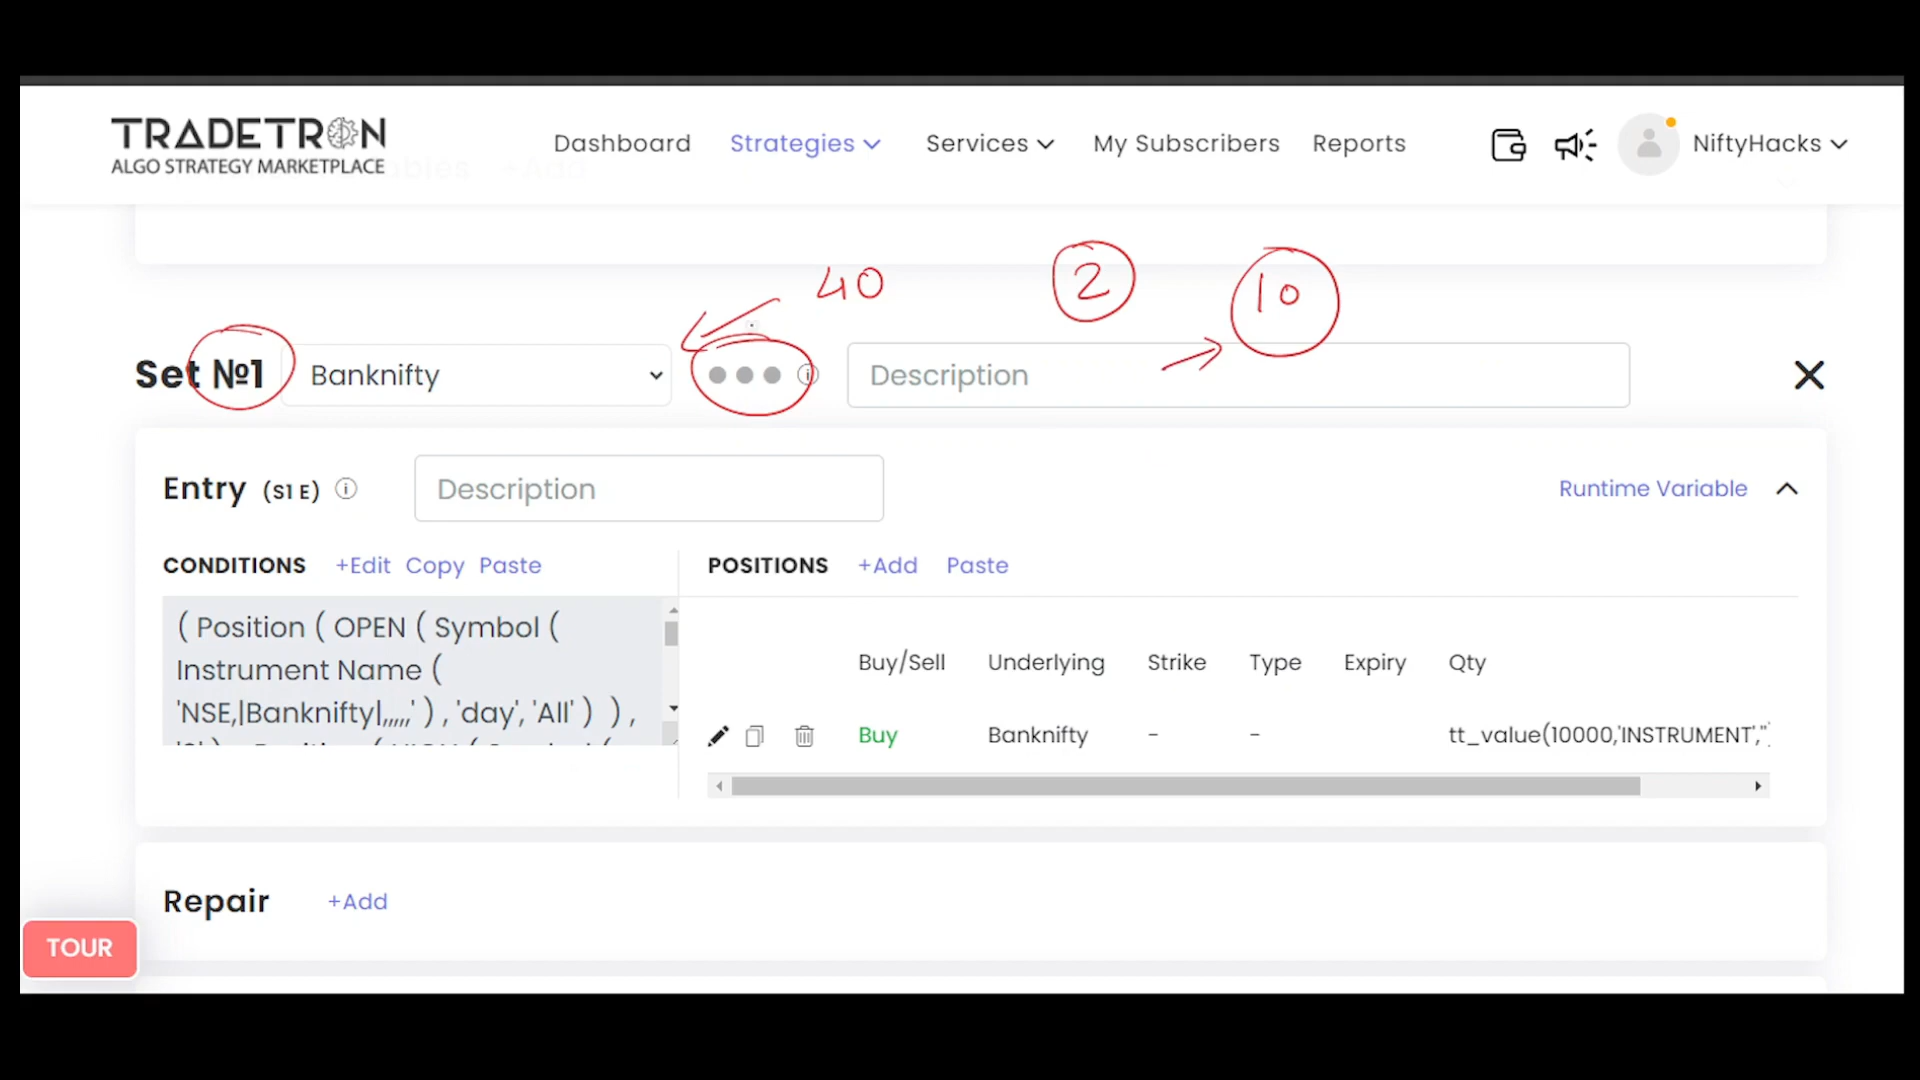 TRADETRON
ALGO STRATEGY MARKETPLACE
Dashboard
Strategies
Services
My Subscribers
Reports
NiftyHacks
40
2
10
Set №1
Banknifty
Description
Entry (S1 E)
Description
Runtime Variable
CONDITIONS +Edit Copy Paste
( Position ( OPEN ( Symbol (
Instrument Name (
'NSE,|Banknifty|,,,,,' ) , 'day', 'All' ) ) ,
POSITIONS +Add Paste
Buy/Sell Underlying Strike Type Expiry Qty
Buy Banknifty - - tt_value(10000,'INSTRUMENT',''
Repair +Add
TOUR